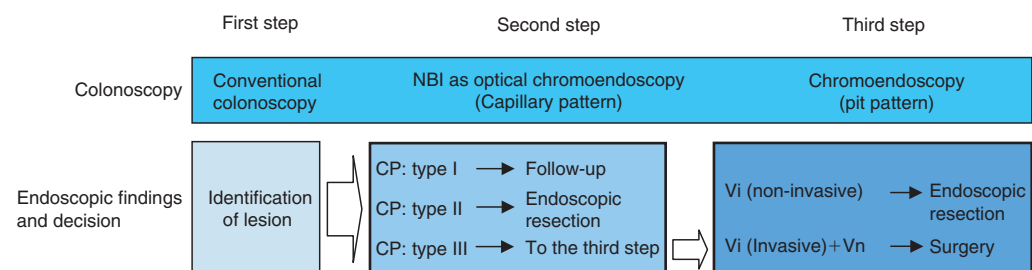 First step
Second step
Third step
Colonoscopy
Conventional
colonoscopy
NBI as optical chromoendoscopy
(Capillary pattern)
Chromoendoscopy
(pit pattern)
Endoscopic findings
and decision
Identification
of lesion
CP: type I → Follow-up
CP: type II → Endoscopic
resection
CP: type III → To the third step
Vi (non-invasive) → Endoscopic
resection
Vi (Invasive)+Vn → Surgery